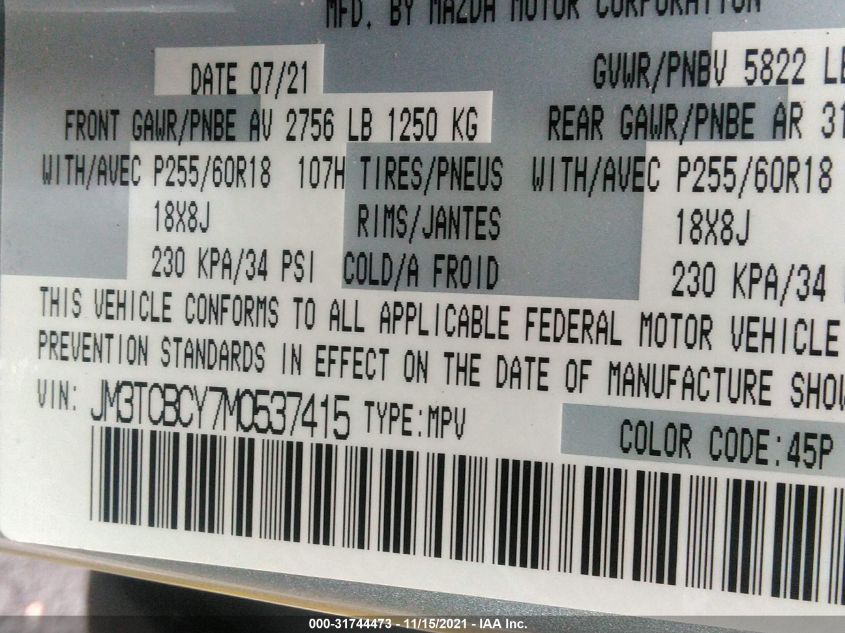 MFD. BY MAZDA MOTOR CORPORATION
DATE 07/21 GVWR/PNBV 5822 LB
FRONT GAWR/PNBE AV 2756 LB 1250 KG REAR GAWR/PNBE AR 31
WITH/AVEC P255/60R18 107H TIRES/PNEUS WITH/AVEC P255/60R18
18X8J RIMS/JANTES 18X8J
230 KPA/34 PSI COLD/A FROID 230 KPA/34
THIS VEHICLE CONFORMS TO ALL APPLICABLE FEDERAL MOTOR VEHICLE
PREVENTION STANDARDS IN EFFECT ON THE DATE OF MANUFACTURE SHOW
VIN: JM3TCBCY7M0537415 TYPE:MPV
COLOR CODE:45P
000-31744473 - 11/15/2021 - IAA Inc.